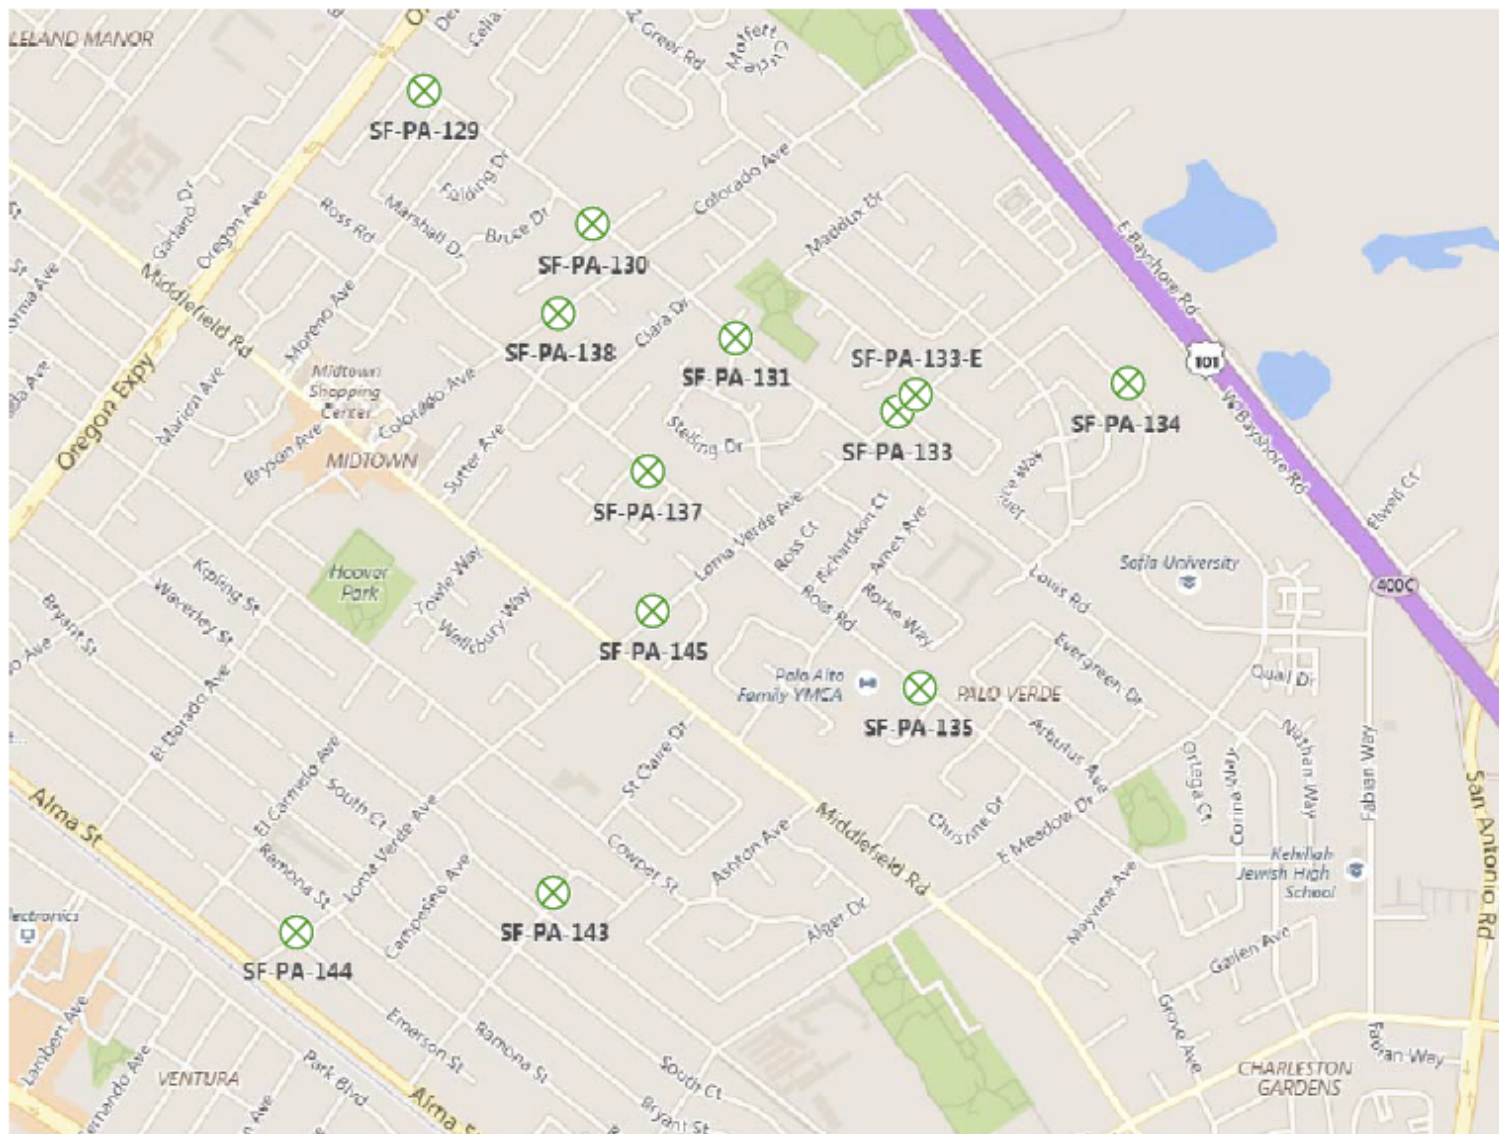 LELAND MANOR
Greer Rd
Moffett
Circle
SF-PA-129
Colorado Ave
Felding Dr
Garland Dr
Oregon Ave
Ross Rd
Marshall Dr
Bruce Dr
Maddux Dr
E Bayshore Rd
SF-PA-130
Middlefield Rd
Moreno Ave
Clara Dr
SF-PA-138
SF-PA-133-E
101
SF-PA-131
Midtown
Shopping
Center
Colorado Ave
Marion Ave
Oregon Expy
W Bayshore Rd
SF-PA-134
Bryson Ave
MIDTOWN
Sutter Ave
Stelling Dr
SF-PA-133
Elwell Ct
SF-PA-137
Loma Verde Ave
Ross Ct
Richardson Ct
Ames Ave
Sofia University
400C
Hoover
Park
Towle Way
Wellsbury Way
Kipling St
Waverley St
Bryant St
Louis Rd
Ross Rd
Rorke Way
SF-PA-145
Evergreen Dr
Quail Dr
Palo Alto
Family YMCA
PALO VERDE
SF-PA-135
El Dorado Ave
St Claire Dr
Arbutus Ave
Ortega Ct
Corina Way
Nathan Way
Fabian Way
San Antonio Rd
El Carmelo Ave
South Ct
Alma St
Loma Verde Ave
Middlefield Rd
Christine Dr
E Meadow Dr
Cowper St
Ashton Ave
Ramona St
Campesino Ave
Kehillah
Jewish High
School
Mayview Ave
Alger Dr
SF-PA-143
SF-PA-144
Gailen Ave
Lambert Ave
Emerson St
Ramona St
Grove Ave
Fabian Way
VENTURA
Park Blvd
South Ct
CHARLESTON
GARDENS
Alma St
Bryant St